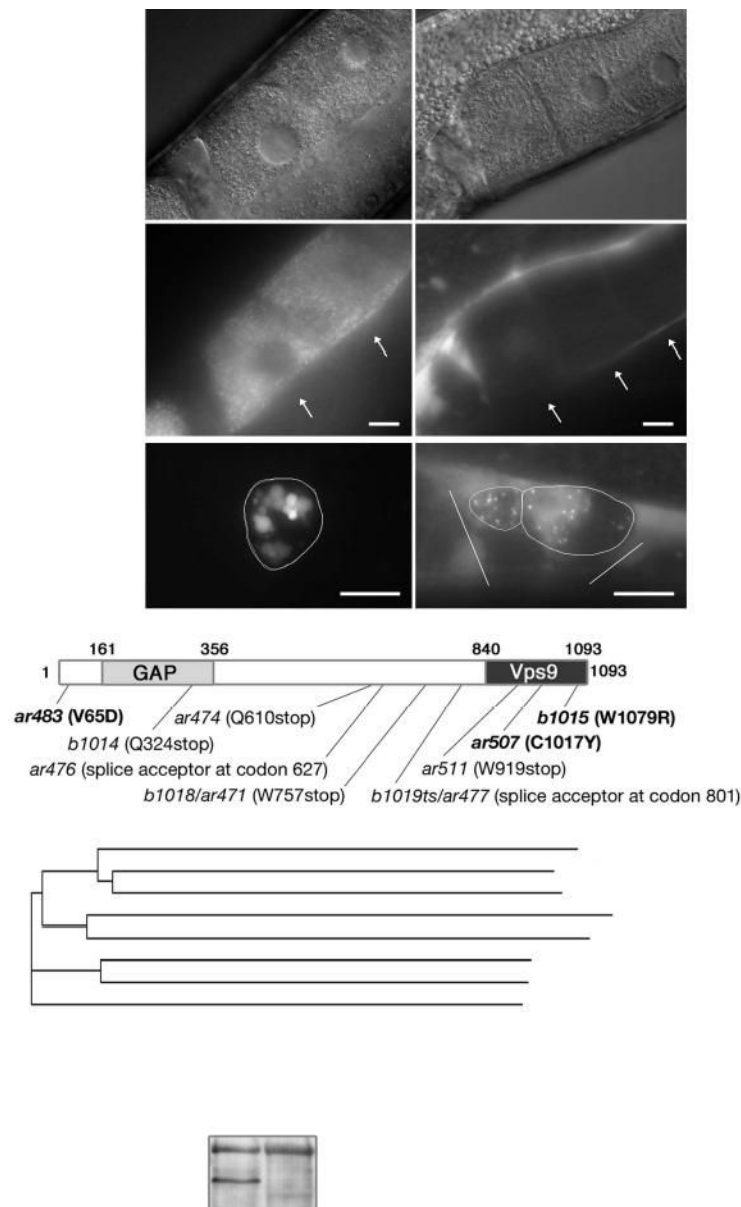 161 356 840 1093
1 GAP Vps9 1093
ar483 (V65D) ar474 (Q610stop) b1015 (W1079R)
b1014 (Q324stop) ar507 (C1017Y)
ar476 (splice acceptor at codon 627) ar511 (W919stop)
b1018/ar471 (W757stop) b1019ts/ar477 (splice acceptor at codon 801)